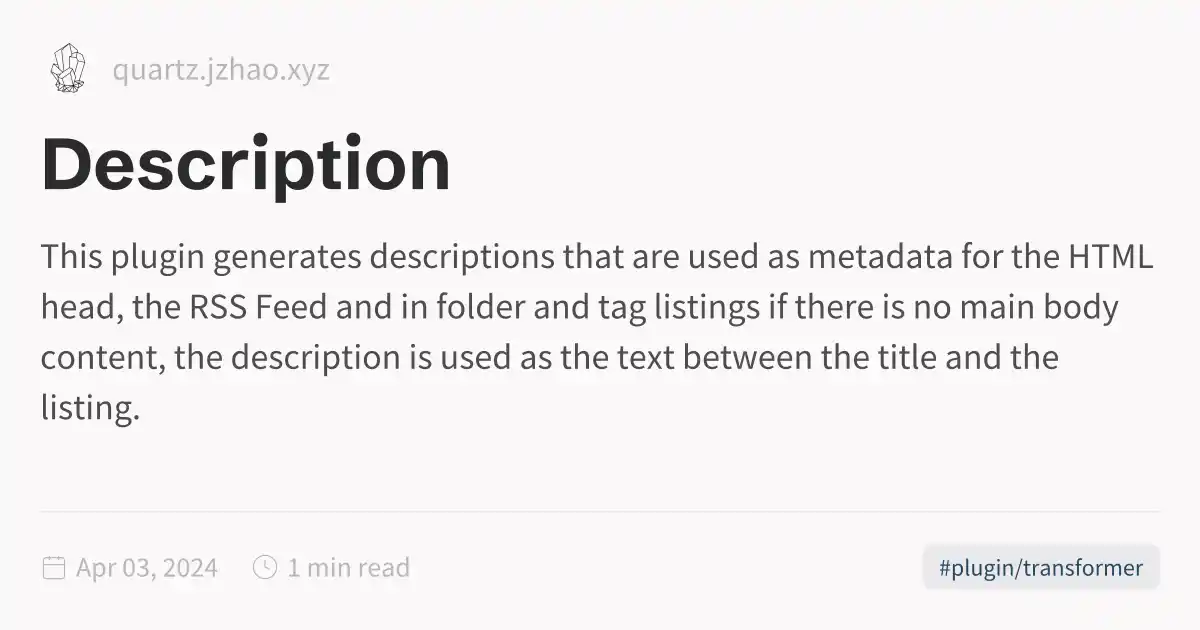 quartz.jzhao.xyz
Description
This plugin generates descriptions that are used as metadata for the HTML
head, the RSS Feed and in folder and tag listings if there is no main body
content, the description is used as the text between the title and the
listing.
Apr 03, 2024 1 min read #plugin/transformer